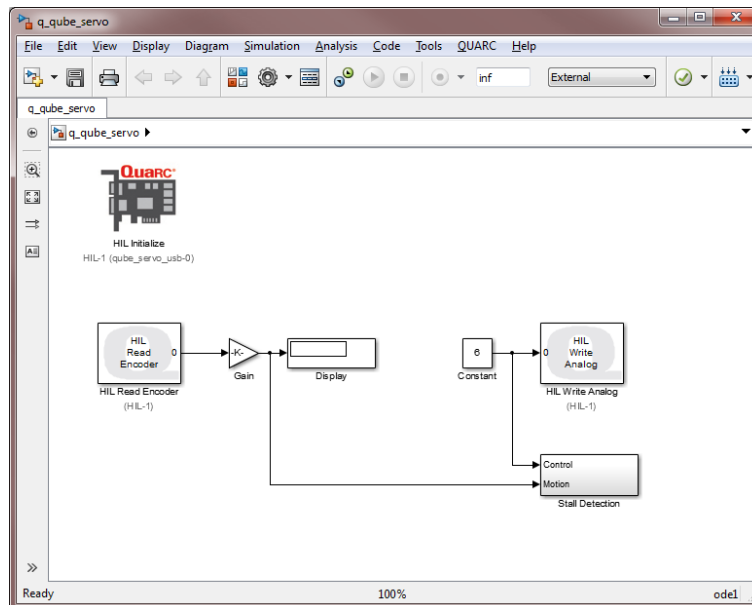 q_qube_servo
File Edit View Display Diagram Simulation Analysis Code Tools QUARC Help
inf
External
q_qube_servo
q_qube_servo
QUARC
HIL Initialize
HIL-1 (qube_servo_usb-0)
HIL
Read
Encoder
0
HIL Read Encoder
(HIL-1)
-K-
Gain
Display
6
Constant
0
HIL
Write
Analog
HIL Write Analog
(HIL-1)
Control
Motion
Stall Detection
Ready
100%
ode1